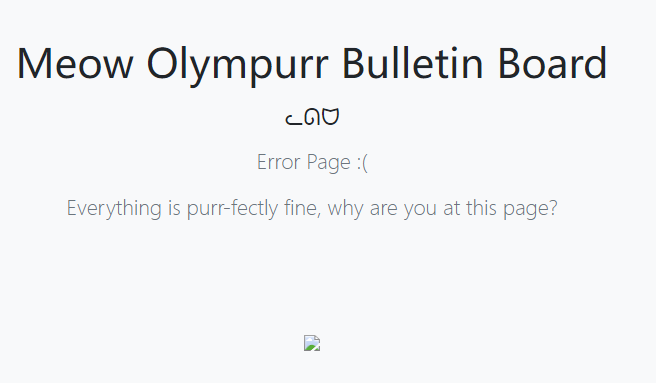 Meow Olympurr Bulletin Board
ᓚᘏᗢ
Error Page :(
Everything is purr-fectly fine, why are you at this page?